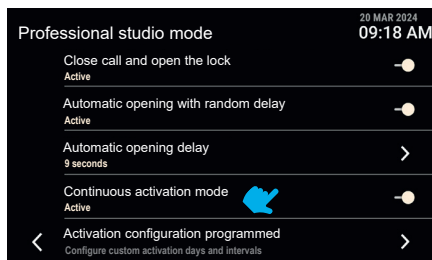 20 MAR 2024
Professional studio mode 09:18 AM
Close call and open the lock
Active
Automatic opening with random delay
Active
Automatic opening delay
9 seconds
Continuous activation mode
Active
Activation configuration programmed
Configure custom activation days and intervals